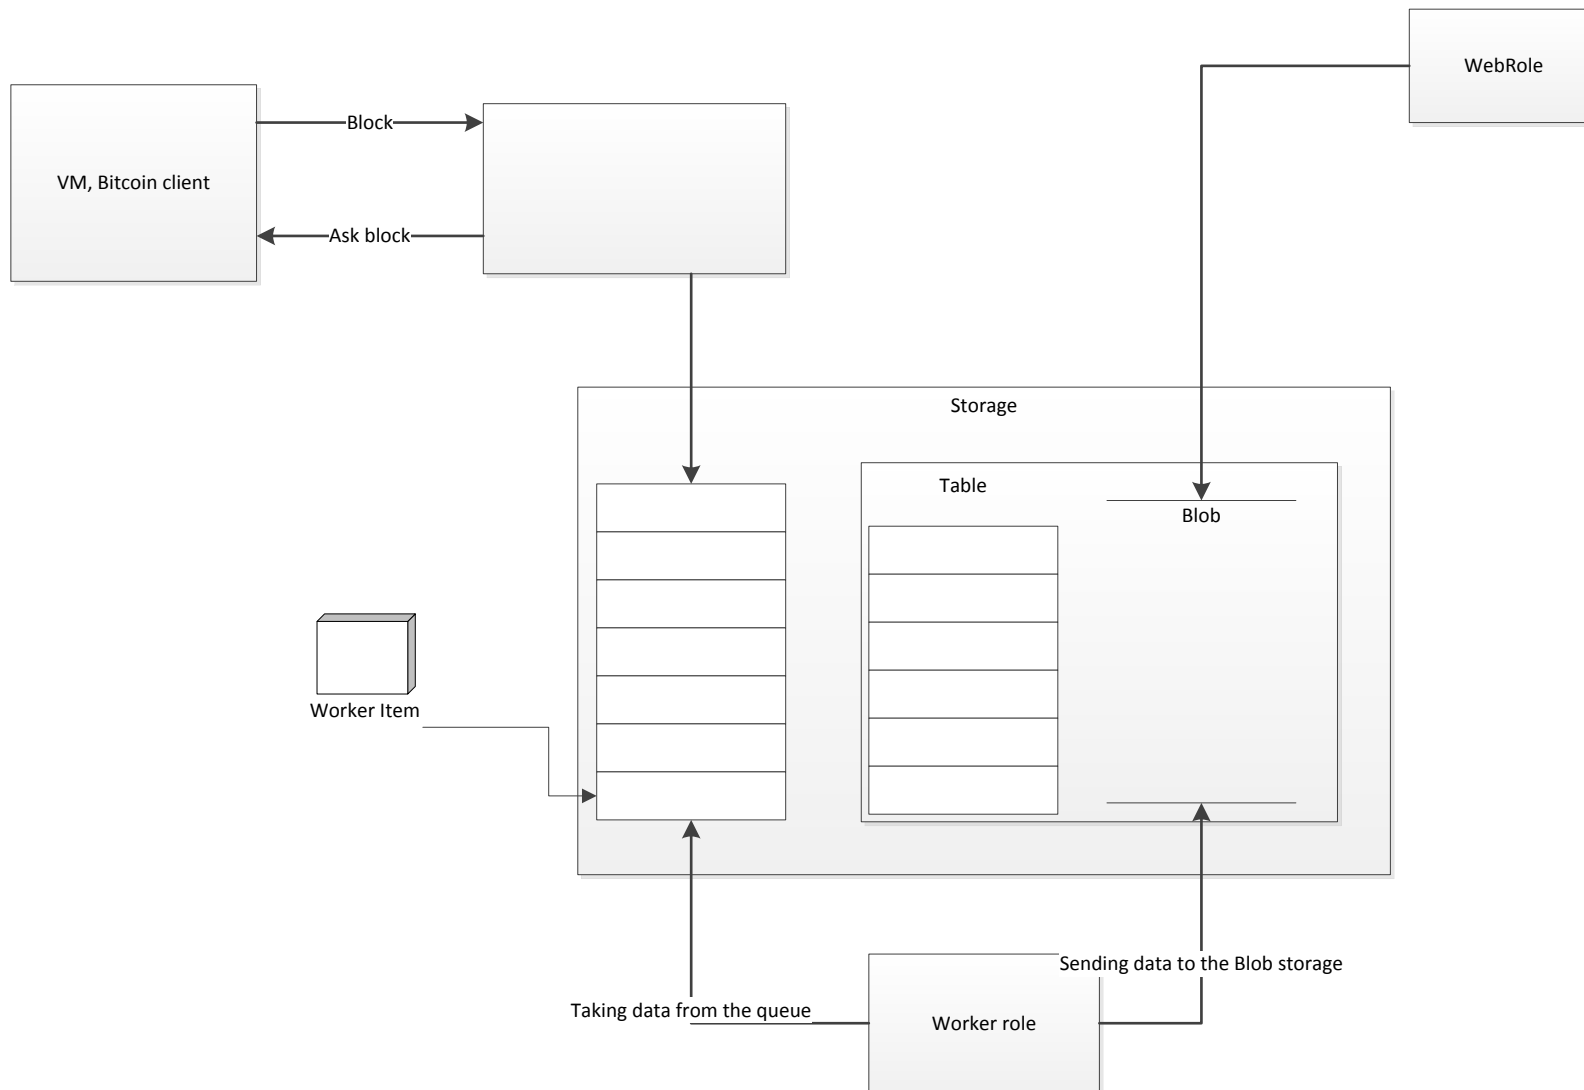 WebRole
Block
VM, Bitcoin client
Ask block
Storage
Table
Blob
Worker Item
Sending data to the Blob storage
Taking data from the queue
Worker role